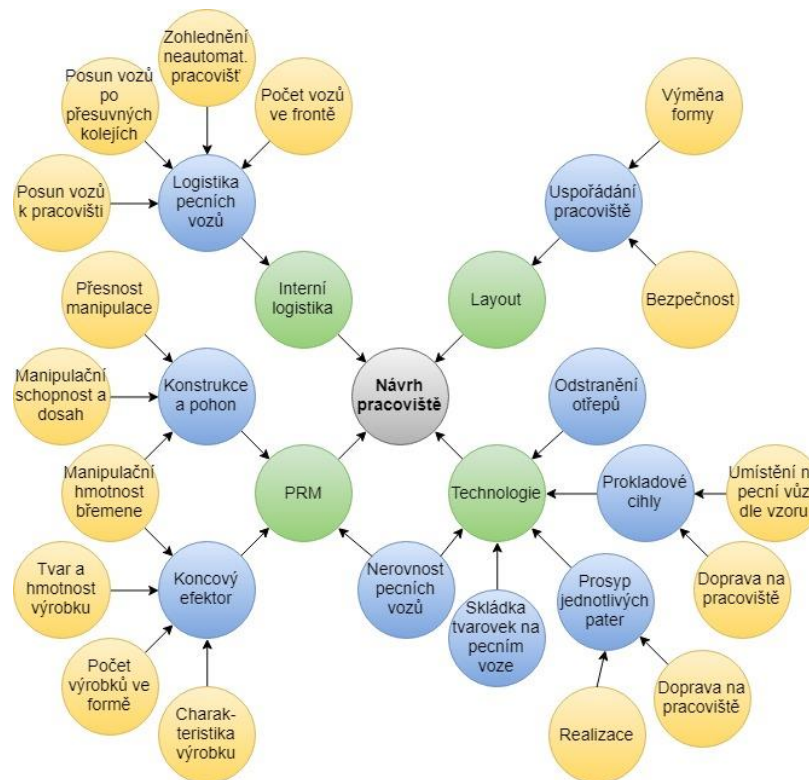 Zohlednění
neautomat.
pracovišť
Posun vozů
po
přesuvných
kolejích
Počet vozů
ve frontě
Výměna
formy
Posun vozů
k pracovišti
Logistika
pecních
vozů
Uspořádání
pracoviště
Přesnost
manipulace
Interní
logistika
Layout
Bezpečnost
Manipulační
schopnost a
dosah
Konstrukce
a pohon
Návrh
pracoviště
Odstranění
otřepů
Manipulační
hmotnost
břemene
PRM
Technologie
Prokladové
cihly
Umístění n
pecní vůz
dle vzoru
Tvar a
hmotnost
výrobku
Koncový
efektor
Nerovnost
pecních
vozů
Skládka
tvarovek na
pecním
voze
Prosyp
jednotlivých
pater
Doprava na
pracoviště
Počet
výrobků ve
formě
Charak-
teristika
výrobku
Realizace
Doprava na
pracoviště